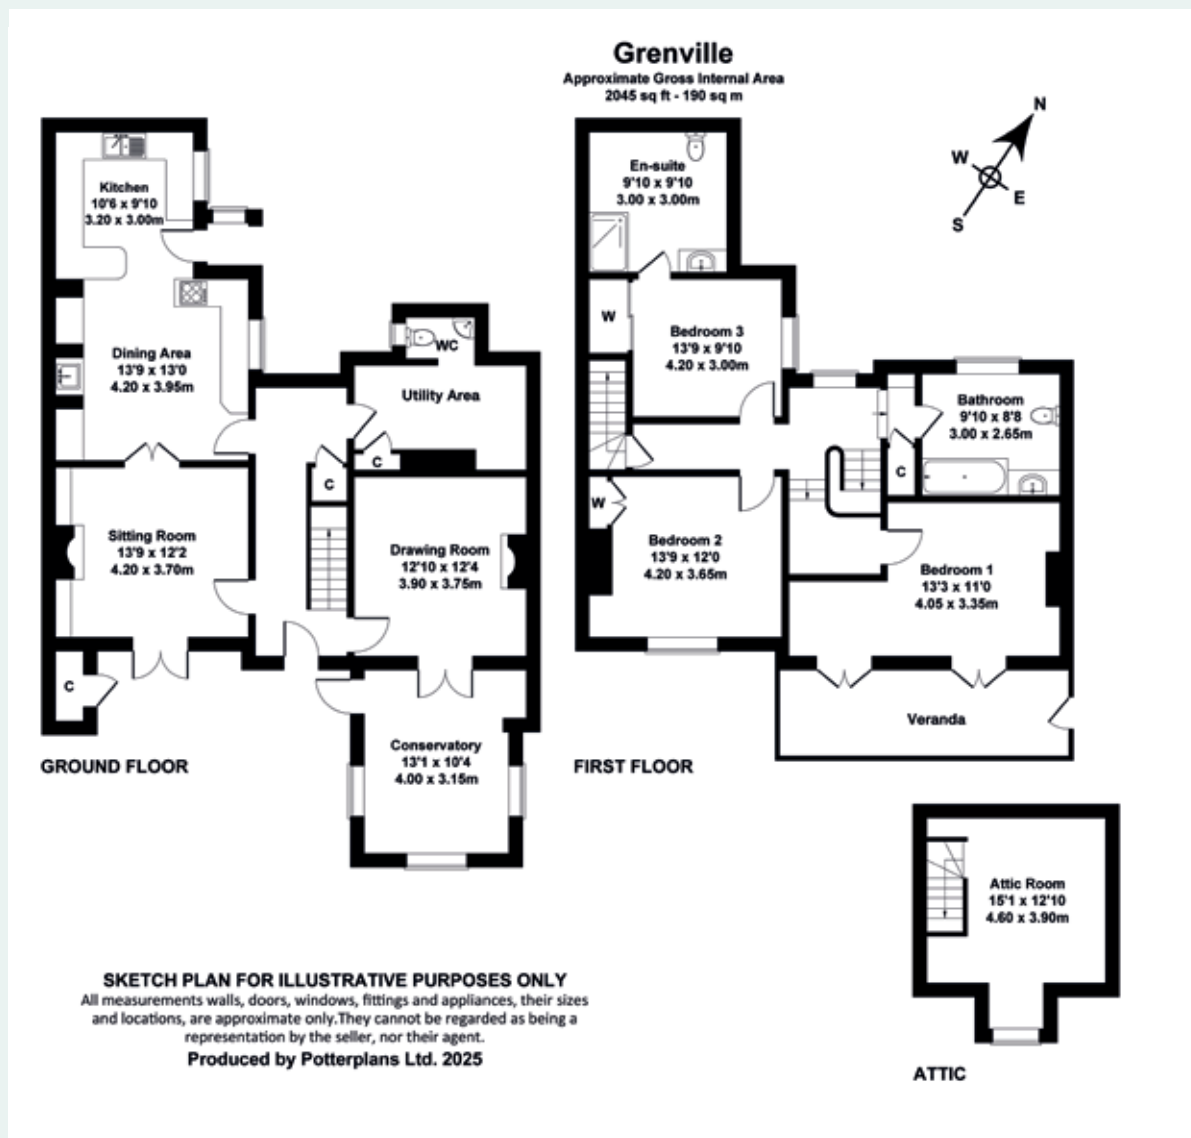 Grenville
Approximate Gross Internal Area
2045 sq ft - 190 sq m
N
W
E
S
Kitchen
10'6 x 9'10
3.20 x 3.00m
Dining Area
13'9 x 13'0
4.20 x 3.95m
WC
Utility Area
C
C
Sitting Room
13'9 x 12'2
4.20 x 3.70m
Drawing Room
12'10 x 12'4
3.90 x 3.75m
C
Conservatory
13'1 x 10'4
4.00 x 3.15m
GROUND FLOOR
En-suite
9'10 x 9'10
3.00 x 3.00m
W
Bedroom 3
13'9 x 9'10
4.20 x 3.00m
Bathroom
9'10 x 8'8
3.00 x 2.65m
C
W
Bedroom 2
13'9 x 12'0
4.20 x 3.65m
Bedroom 1
13'3 x 11'0
4.05 x 3.35m
Veranda
FIRST FLOOR
Attic Room
15'1 x 12'10
4.60 x 3.90m
ATTIC
SKETCH PLAN FOR ILLUSTRATIVE PURPOSES ONLY
All measurements walls, doors, windows, fittings and appliances, their sizes
and locations, are approximate only.They cannot be regarded as being a
representation by the seller, nor their agent.
Produced by Potterplans Ltd. 2025